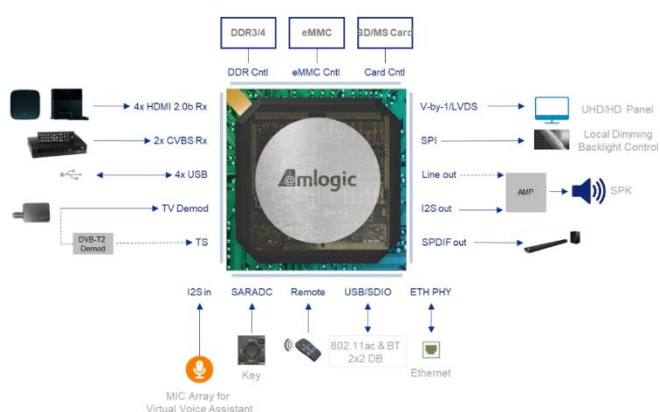 DDR3/4
eMMC
SD/MS Card
DDR Cntl
eMMC Cntl
Card Cntl
4x HDMI 2.0b Rx
2x CVBS Rx
4x USB
TV Demod
DVB-T2
Demod
TS
@mlogic
V-by-1/LVDS
UHD/HD Panel
SPI
Local Dimming
Backlight Control
Line out
AMP
SPK
I2S out
SPDIF out
I2S in
SARADC
Remote
USB/SDIO
ETH PHY
Key
802.11ac & BT
2x2 DB
Ethernet
MIC Array for
Virtual Voice Assistant